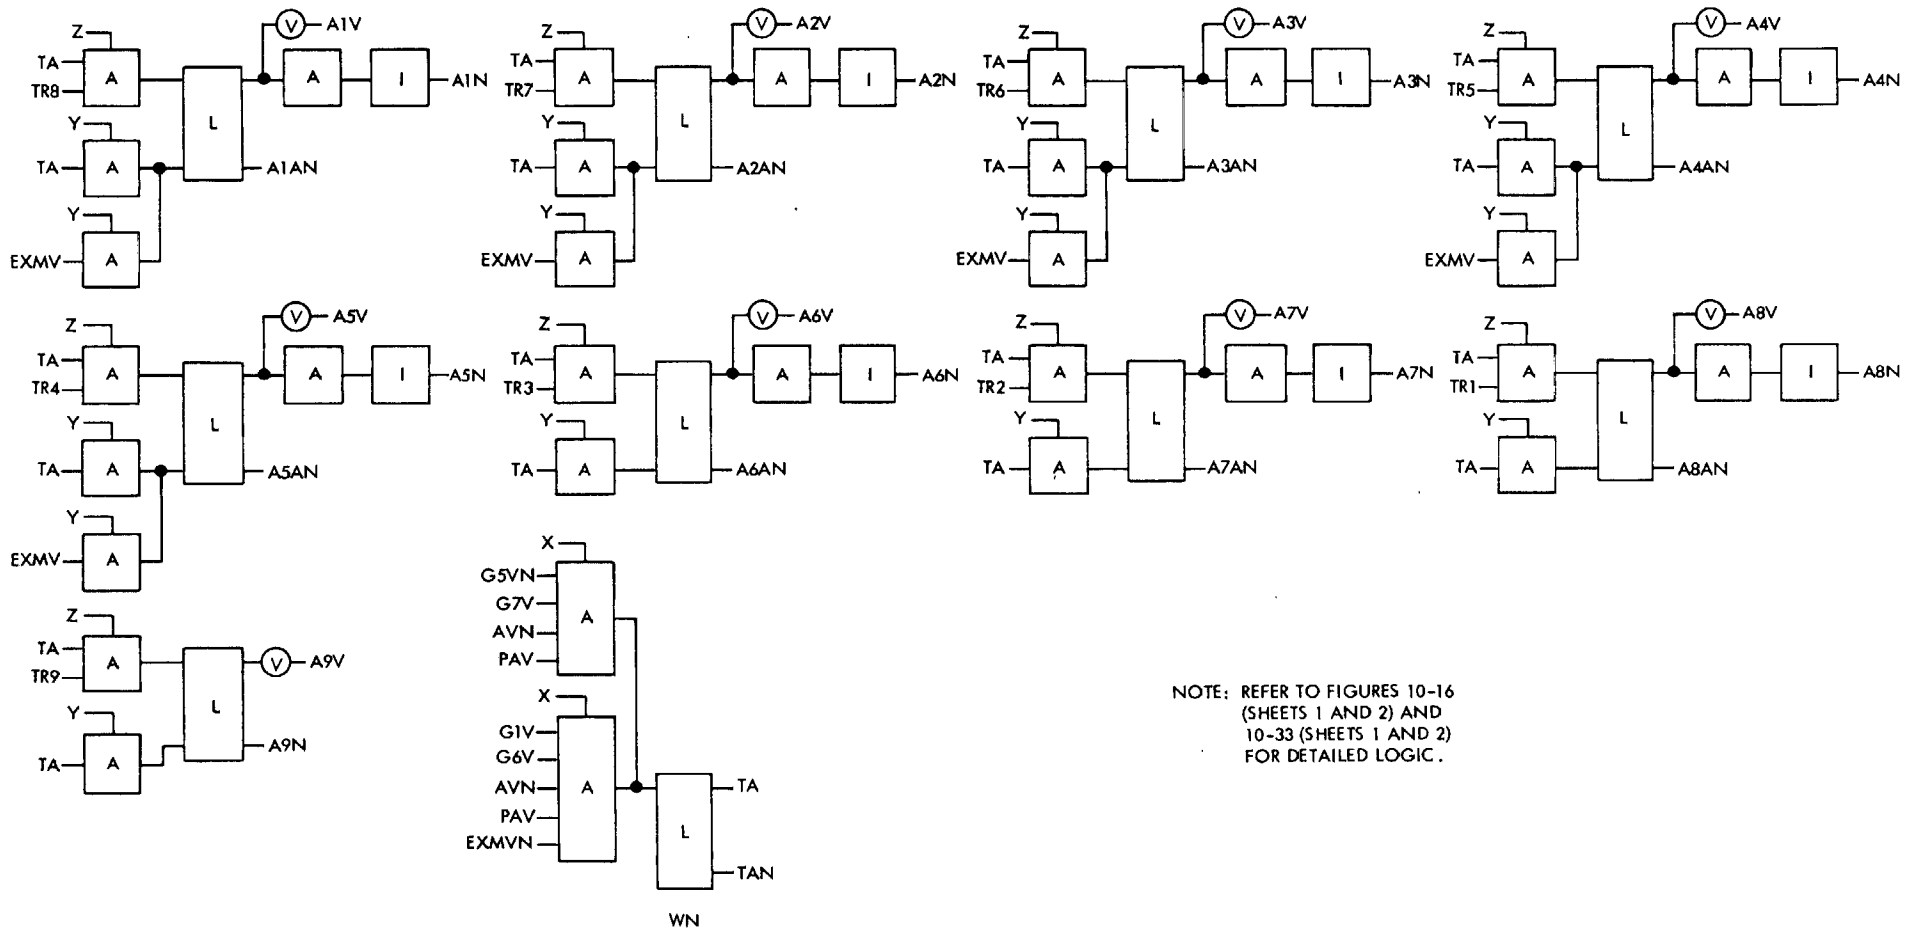 Z
TA
TR8
A
L
V
A1V
A
I
A1N
Y
TA
A
A1AN
Y
EXMV
A
Z
TA
TR7
A
L
V
A2V
A
I
A2N
Y
TA
A
A2AN
Y
EXMV
A
Z
TA
TR6
A
L
V
A3V
A
I
A3N
Y
TA
A
A3AN
Y
EXMV
A
Z
TA
TR5
A
L
V
A4V
A
I
A4N
Y
TA
A
A4AN
Y
EXMV
A
Z
TA
TR4
A
L
V
A5V
A
I
A5N
Y
TA
A
A5AN
Y
EXMV
A
Z
TA
TR3
A
L
V
A6V
A
I
A6N
Y
TA
A
A6AN
Z
TA
TR2
A
L
V
A7V
A
I
A7N
Y
TA
A
A7AN
Z
TA
TR1
A
L
V
A8V
A
I
A8N
Y
TA
A
A8AN
Z
TA
TR9
A
L
V
A9V
Y
TA
A
A9N
X
G5VN
G7V
AVN
PAV
A
X
G1V
G6V
AVN
PAV
EXMVN
A
L
TA
TAN
WN
NOTE: REFER TO FIGURES 10-16
(SHEETS 1 AND 2) AND
10-33 (SHEETS 1 AND 2)
FOR DETAILED LOGIC.